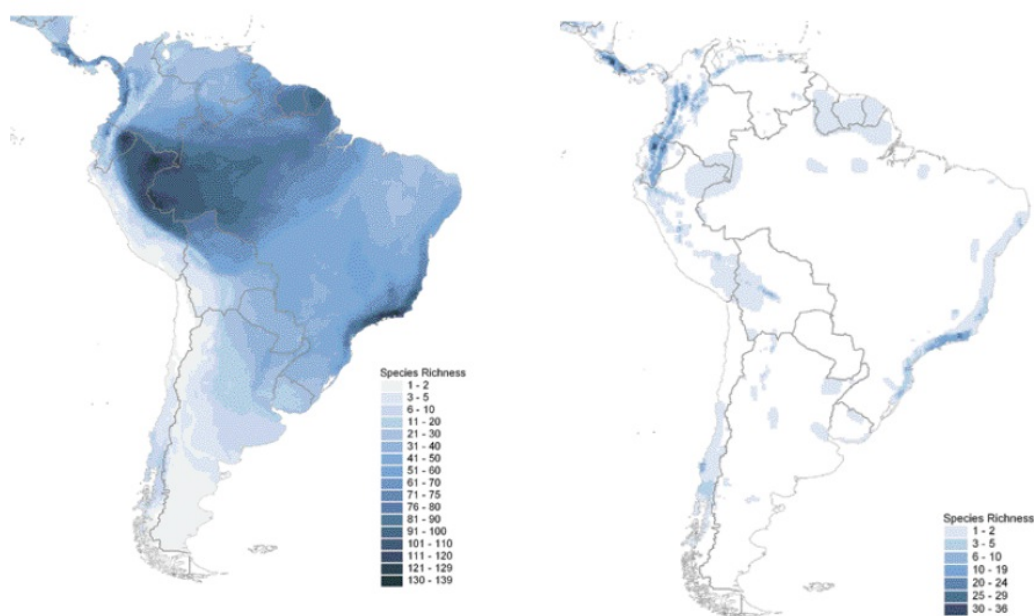 Species Richness
1 - 2
3 - 5
6 - 10
11 - 20
21 - 30
31 - 40
41 - 50
51 - 60
61 - 70
71 - 75
76 - 80
81 - 90
91 - 100
101 - 110
111 - 120
121 - 129
130 - 139
Species Richness
1 - 2
3 - 5
6 - 10
10 - 19
20 - 24
25 - 29
30 - 36